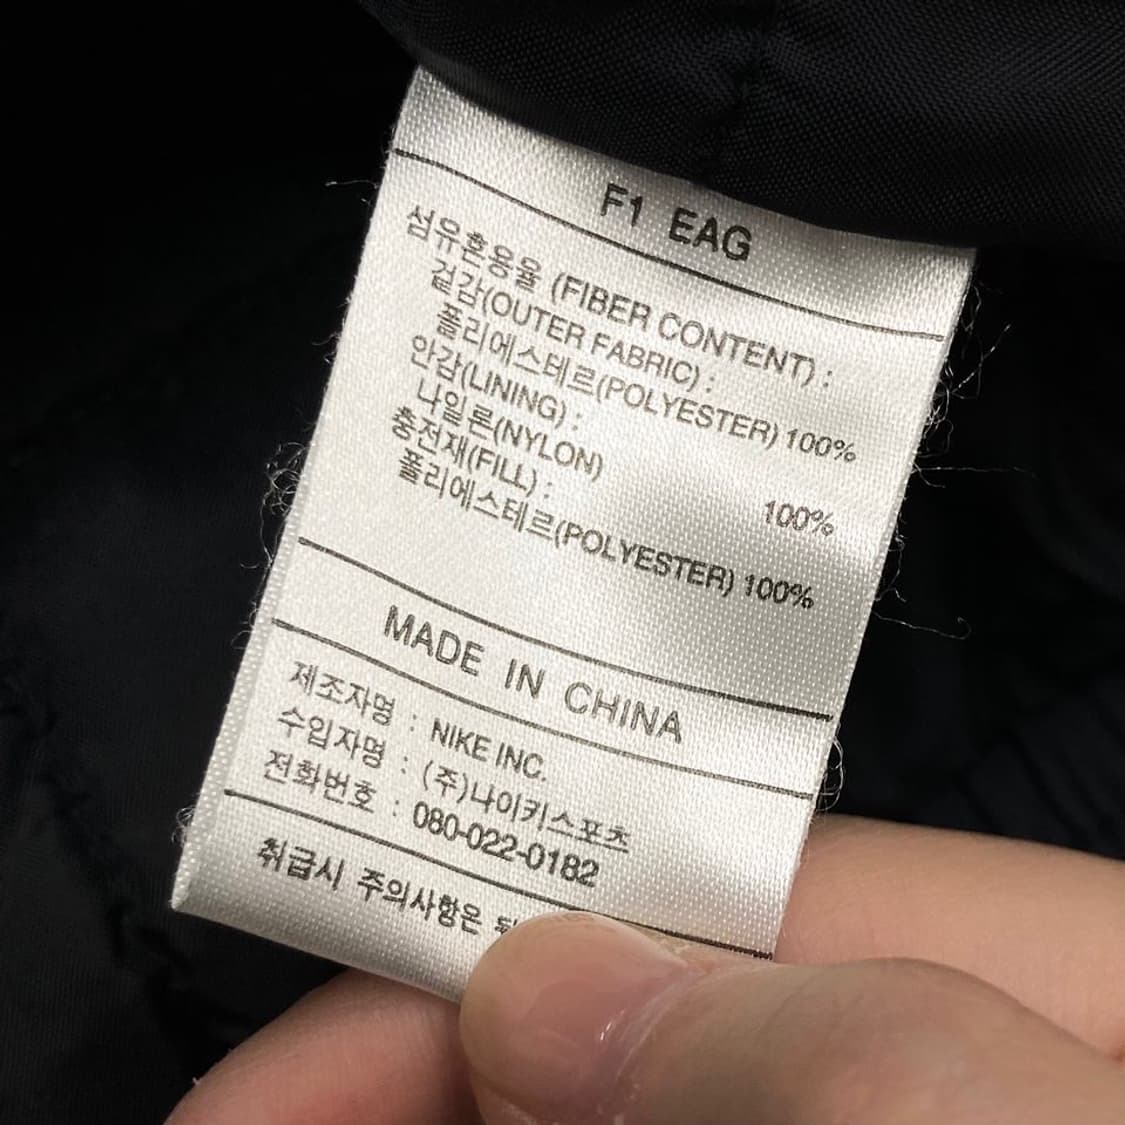 F1 EAG
섬유혼용율 (FIBER CONTENT) :
겉감(OUTER FABRIC) :
폴리에스테르(POLYESTER) 100%
안감(LINING) :
나일론(NYLON) 100%
충전재(FILL) :
폴리에스테르(POLYESTER) 100%
MADE IN CHINA
제조자명 : NIKE INC.
수입자명 : (주)나이키스포츠
전화번호 : 080-022-0182
취급시 주의사항은